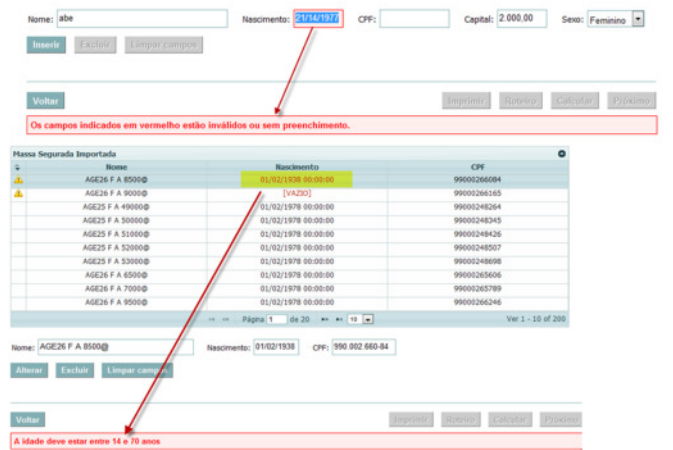 Nome: abe Nascimento: 21/14/1977 CPF: Capital: 2.000,00 Sexo: Feminino
Inserir Excluir Limpar campos
Voltar Imprimir Roteiro Calcular Próximo
Os campos indicados em vermelho estão inválidos ou sem preenchimento.
Massa Segurada Importada
Nome Nascimento CPF
AGE26 F A 8500@ 01/02/1938 00:00:00 99000266084
AGE26 F A 9000@ [VAZIO] 99000266165
AGE25 F A 49000@ 01/02/1978 00:00:00 99000248264
AGE25 F A 50000@ 01/02/1978 00:00:00 99000248345
AGE25 F A 51000@ 01/02/1978 00:00:00 99000248426
AGE25 F A 52000@ 01/02/1978 00:00:00 99000248507
AGE25 F A 53000@ 01/02/1978 00:00:00 99000248698
AGE26 F A 6500@ 01/02/1978 00:00:00 99000265606
AGE26 F A 7000@ 01/02/1978 00:00:00 99000265789
AGE26 F A 9500@ 01/02/1978 00:00:00 99000266246
Página 1 de 20 10 Ver 1 - 10 of 200
Nome: AGE26 F A 8500@ Nascimento: 01/02/1938 CPF: 990.002.660-84
Alterar Excluir Limpar campos
Voltar Imprimir Roteiro Calcular Próximo
A idade deve estar entre 14 e 70 anos